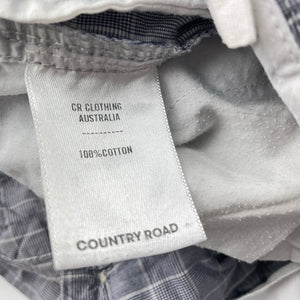 CR CLOTHING
AUSTRALIA
-----------
100%COTTON
COUNTRY ROAD